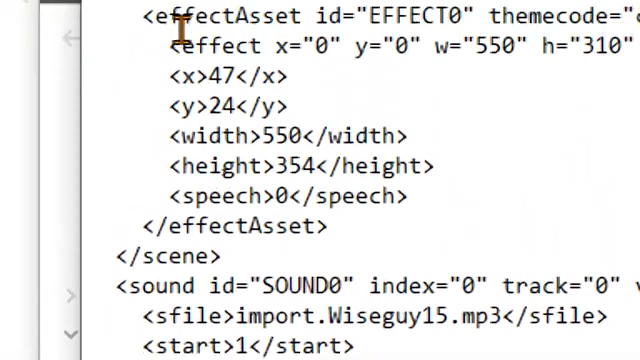 <effectAsset id="EFFECT0" themecode="
<effect x="0" y="0" w="550" h="310"
<x>47</x>
<y>24</y>
<width>550</width>
<height>354</height>
<speech>0</speech>
</effectAsset>
</scene>
<sound id="SOUND0" index="0" track="0"
<sfile>import.Wiseguy15.mp3</sfile>
<start>1</start>